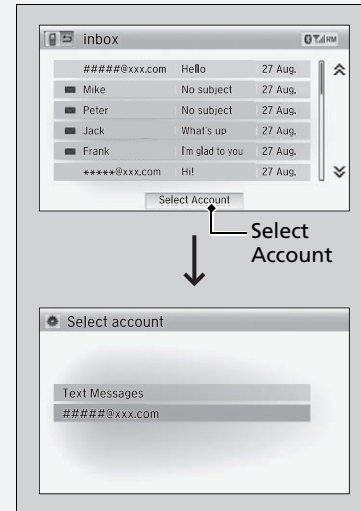 inbox
#####@xxx.com Hello 27 Aug.
Mike No subject 27 Aug.
Peter No subject 27 Aug.
Jack What's up 27 Aug.
Frank I'm glad to you 27 Aug.
*****@xxx.com Hi! 27 Aug.
Select Account
Select
Account
Select account
Text Messages
#####@xxx.com